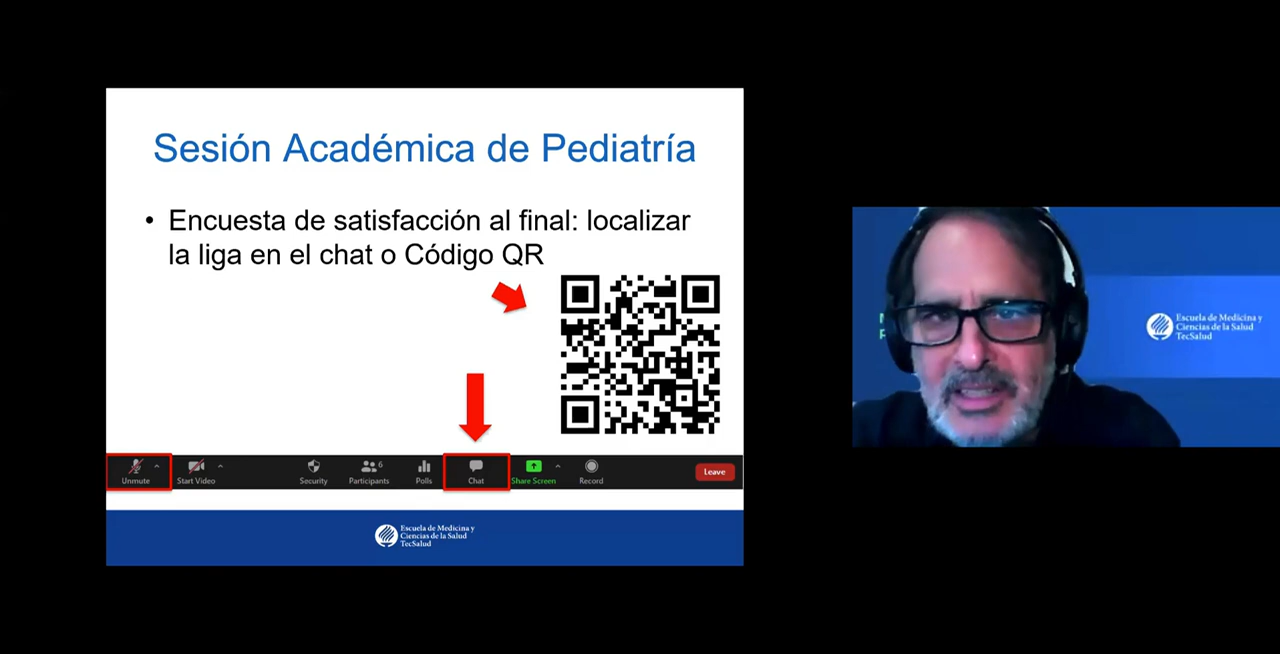 Sesión Académica de Pediatría
• Encuesta de satisfacción al final: localizar
la liga en el chat o Código QR
Unmute
Start Video
Security
6
Participants
Polls
Chat
Share Screen
Record
Leave
Escuela de Medicina y
Ciencias de la Salud
TecSalud
Escuela de Medicina y
Ciencias de la Salud
TecSalud